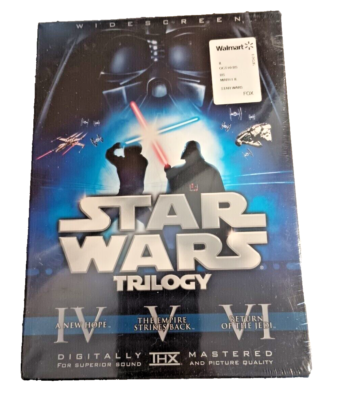 WIDESCREEN
Walmart
STAR
WARS
TRILOGY
IV V VI
A NEW HOPE THE EMPIRE STRIKES BACK RETURN OF THE JEDI
DIGITALLY THX MASTERED
FOR SUPERIOR SOUND AND PICTURE QUALITY